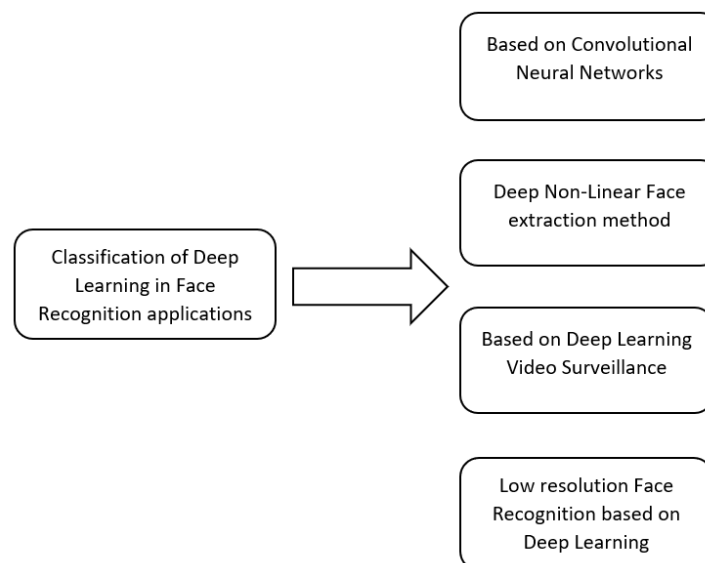 Based on Convolutional
Neural Networks
Deep Non-Linear Face
extraction method
Classification of Deep
Learning in Face
Recognition applications
Based on Deep Learning
Video Surveillance
Low resolution Face
Recognition based on
Deep Learning